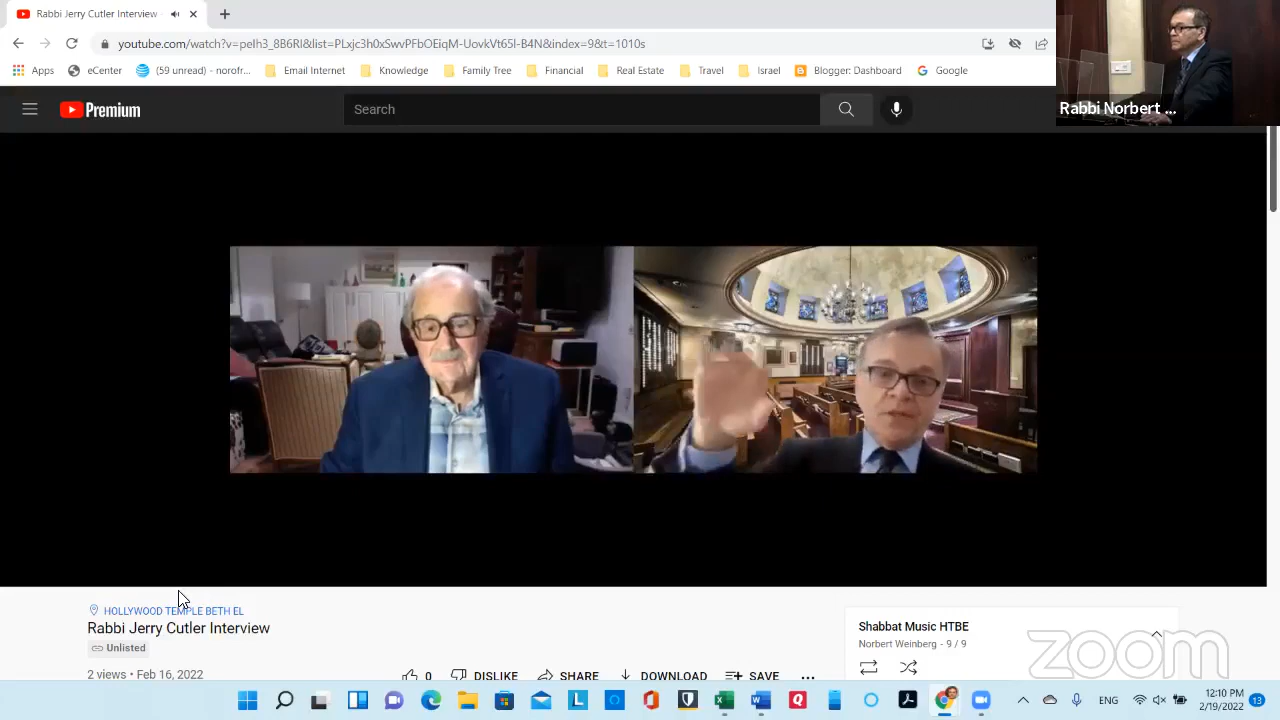 Rabbi Jerry Cutler Interview -
youtube.com/watch?v=pelh3_8B6RI&list=PLxjc3h0xSwvPFbOEiqM-UevkVt65I-B4N&index=9&t=1010s
Apps
eCenter
(59 unread) - norofr...
Email Internet
Knowledge
Family Tree
Financial
Real Estate
Travel
Israel
Blogger Dashboard
Google
Rabbi Norbert ...
Premium
Search
HOLLYWOOD TEMPLE BETH EL
Rabbi Jerry Cutler Interview
Unlisted
2 views • Feb 16, 2022
0
DISLIKE
SHARE
DOWNLOAD
SAVE
Shabbat Music HTBE
Norbert Weinberg - 9 / 9
zoom
ENG
12:10 PM
2/19/2022
13